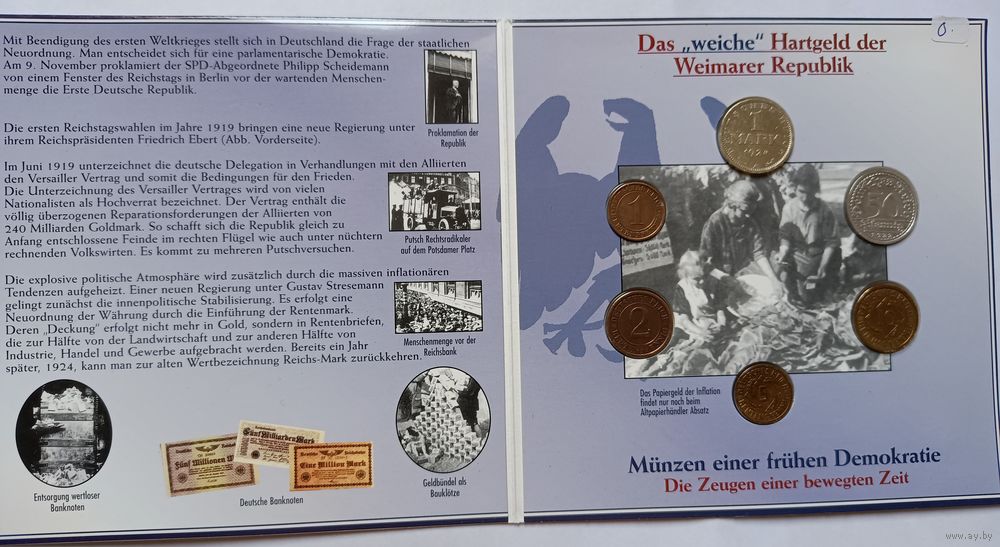 Mit Beendigung des ersten Weltkrieges stellt sich in Deutschland die Frage der staatlichen
Neuordnung. Man entscheidet sich für eine parlamentarische Demokratie.
Am 9. November proklamiert der SPD-Abgeordnete Philipp Scheidemann
von einem Fenster des Reichstags in Berlin vor der wartenden Menschen-
menge die Erste Deutsche Republik.
Proklamation der
Republik
Die ersten Reichstagswahlen im Jahre 1919 bringen eine neue Regierung unter
ihrem Reichspräsidenten Friedrich Ebert (Abb. Vorderseite).
Im Juni 1919 unterzeichnet die deutsche Delegation in Verhandlungen mit den Alliierten
den Versailler Vertrag und somit die Bedingungen für den Frieden.
Die Unterzeichnung des Versailler Vertrages wird von vielen
Nationalisten als Hochverrat bezeichnet. Der Vertrag enthält die
völlig überzogenen Reparationsforderungen der Alliierten von
240 Milliarden Goldmark. So schafft sich die Republik gleich zu
Anfang entschlossene Feinde im rechten Flügel wie auch unter nüchtern
rechnenden Volkswirten. Es kommt zu mehreren Putschversuchen.
Putsch Rechtsradikaler
auf dem Potsdamer Platz
Die explosive politische Atmosphäre wird zusätzlich durch die massiven inflationären
Tendenzen aufgeheizt. Einer neuen Regierung unter Gustav Stresemann
gelingt zunächst die innenpolitische Stabilisierung. Es erfolgt eine
Neuordnung der Währung durch die Einführung der Rentenmark.
Deren „Deckung" erfolgt nicht mehr in Gold, sondern in Rentenbriefen,
die zur Hälfte von der Landwirtschaft und zur anderen Hälfte von
Industrie, Handel und Gewerbe aufgebracht werden. Bereits ein Jahr
später, 1924, kann man zur alten Wertbezeichnung Reichs-Mark zurückkehren.
Menschenmenge vor der
Reichsbank
Entsorgung wertloser
Banknoten
Fünf Millionen Mark
Fünf Milliarden Mark
Eine Million Mark
Deutsche Banknoten
Geldbündel als
Bauklötze
Das „weiche" Hartgeld der
Weimarer Republik
0.
1
MARK
1924
1
50
2
5
Das Papiergeld der Inflation
findet nur noch beim
Altpapierhändler Absatz
Münzen einer frühen Demokratie
Die Zeugen einer bewegten Zeit
www.ay.by